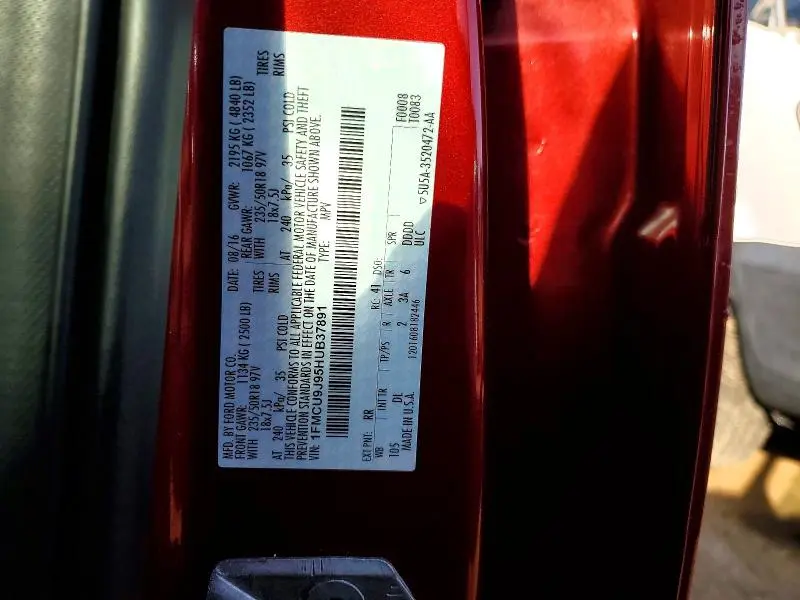 MFD. BY FORD MOTOR CO.
DATE: 08/16 GVWR: 2195 KG ( 4840 LB)
FRONT GAWR: 1134 KG ( 2500 LB) REAR GAWR: 1067 KG ( 2352 LB)
WITH 235/50R18 97V TIRES WITH 235/50R18 97V TIRES
18x7.5J RIMS 18x7.5J RIMS
AT 240 kPa/ 35 PSI COLD AT 240 kPa/ 35 PSI COLD
THIS VEHICLE CONFORMS TO ALL APPLICABLE FEDERAL MOTOR VEHICLE SAFETY AND THEFT
PREVENTION STANDARDS IN EFFECT ON THE DATE OF MANUFACTURE SHOWN ABOVE.
VIN: 1FMCU9J95HUB37891 TYPE: MPV
EXT PNT: RR RC: 41 DSO: F0008
T0083
WB INT TR TP/PS R AXLE TR SPR
105 DL 2 3A 6 DDDD
MADE IN U.S.A. 1201608182446 ULC
▽5U5A-3520472-AA